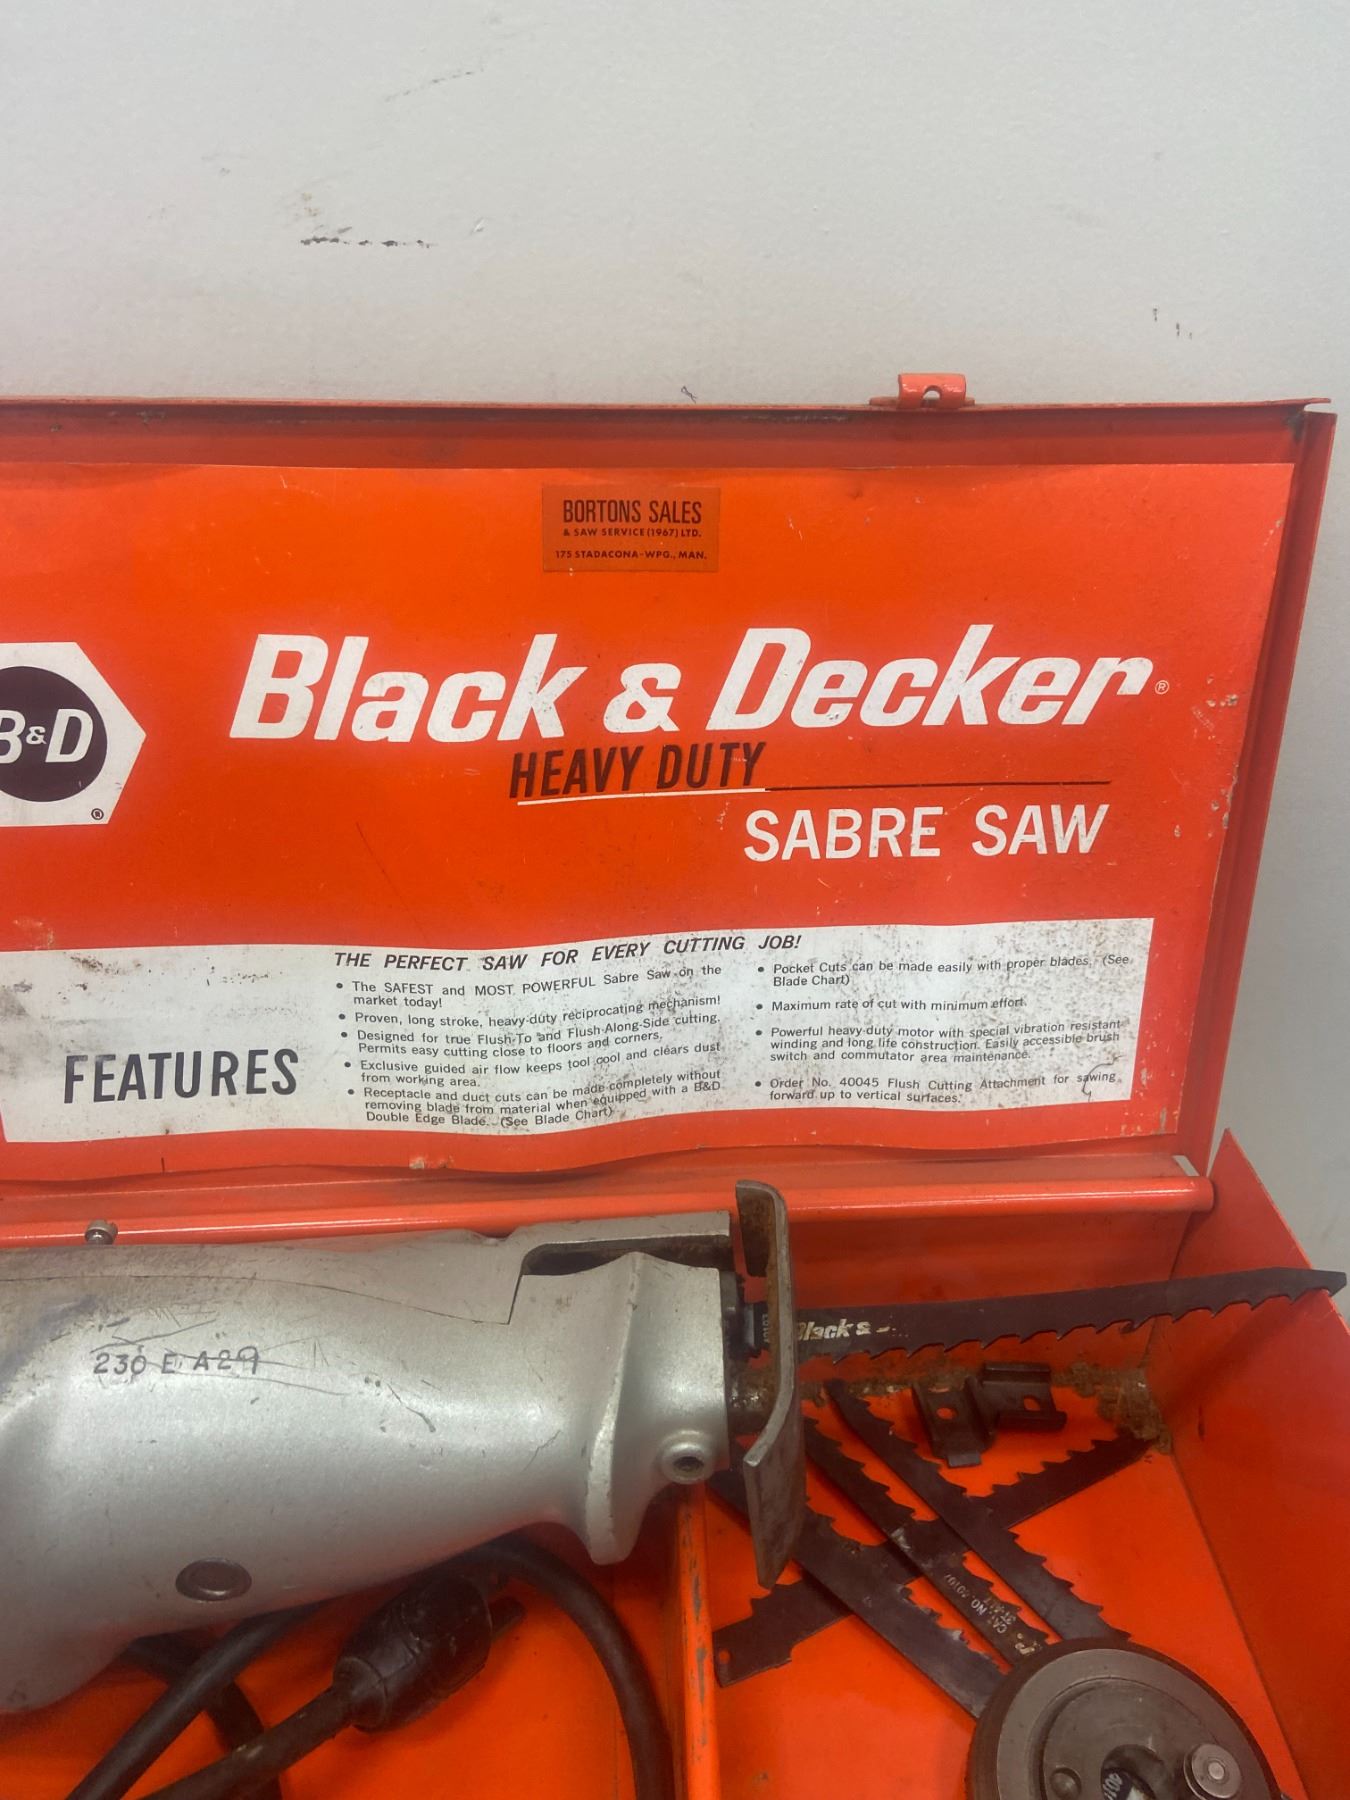 BORTONS SALES
& SAW SERVICE (1967) LTD.
175 STADACONA-WPG., MAN.
B&D
®
Black & Decker®
HEAVY DUTY
SABRE SAW
FEATURES
THE PERFECT SAW FOR EVERY CUTTING JOB!
• The SAFEST and MOST POWERFUL Sabre Saw on the
market today!
• Proven, long stroke, heavy-duty reciprocating mechanism!
• Designed for true Flush-To and Flush-Along-Side cutting.
Permits easy cutting close to floors and corners.
• Exclusive guided air flow keeps tool cool and clears dust
from working area.
• Receptacle and duct cuts can be made completely without
removing blade from material when equipped with a B&D
Double Edge Blade. (See Blade Chart)
• Pocket Cuts can be made easily with proper blades. (See
Blade Chart)
• Maximum rate of cut with minimum effort.
• Powerful heavy-duty motor with special vibration resistant
winding and long life construction. Easily accessible brush
switch and commutator area maintenance.
• Order No. 40045 Flush Cutting Attachment for sawing
forward up to vertical surfaces.
230 E A29
Black &
CAT. NO.